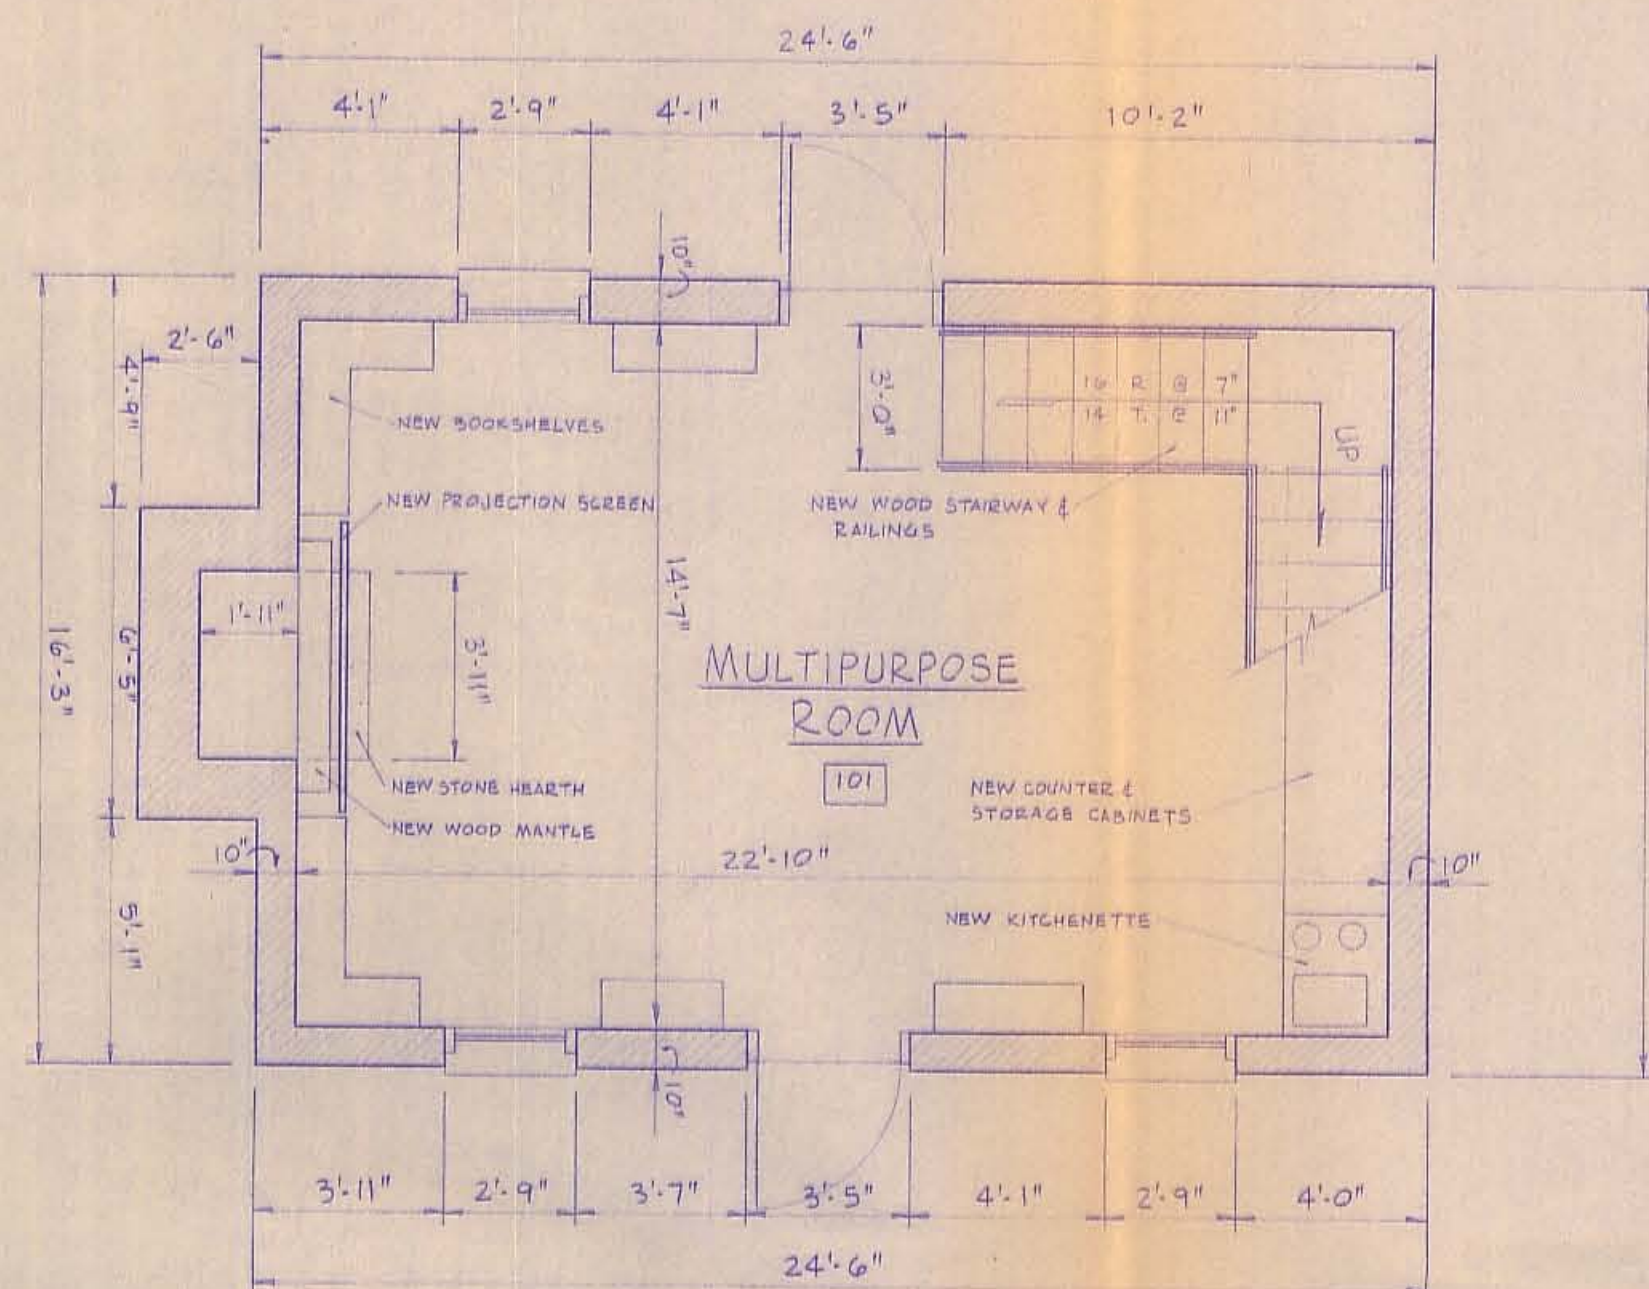 24'-6"
4'-1" 2'-9" 4'-1" 3'-5" 10'-2"
10"
2'-6"
4'-9"
3'-0"
16 R @ 7"
14 T. @ 11"
UP
NEW BOOKSHELVES
NEW PROJECTION SCREEN
NEW WOOD STAIRWAY &
RAILINGS
14'-7"
1'-11"
3'-11"
16'-3"
6'-5"
MULTIPURPOSE
ROOM
101
NEW STONE HEARTH
NEW WOOD MANTLE
NEW COUNTER &
STORAGE CABINETS
10"
22'-10"
10"
5'-1"
NEW KITCHENETTE
10"
3'-11" 2'-9" 3'-7" 3'-5" 4'-1" 2'-9" 4'-0"
24'-6"